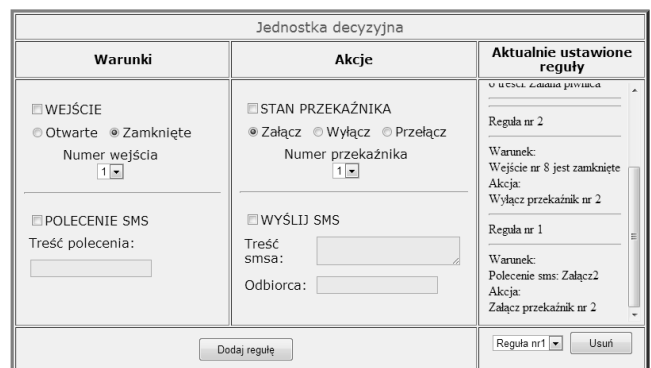 Jednostka decyzyjna
Warunki
Akcje
Aktualnie ustawione
reguły
WEJŚCIE
Otwarte Zamknięte
Numer wejścia
1
POLECENIE SMS
Treść polecenia:
STAN PRZEKAŹNIKA
Załącz Wyłącz Przełącz
Numer przekaźnika
1
WYŚLIJ SMS
Treść
smsa:
Odbiorca:
o treści: Zalana piwnica
Reguła nr 2
Warunek:
Wejście nr 8 jest zamknięte
Akcja:
Wyłącz przekaźnik nr 2
Reguła nr 1
Warunek:
Polecenie sms: Załącz2
Akcja:
Załącz przekaźnik nr 2
Dodaj regułę
Reguła nr1
Usuń